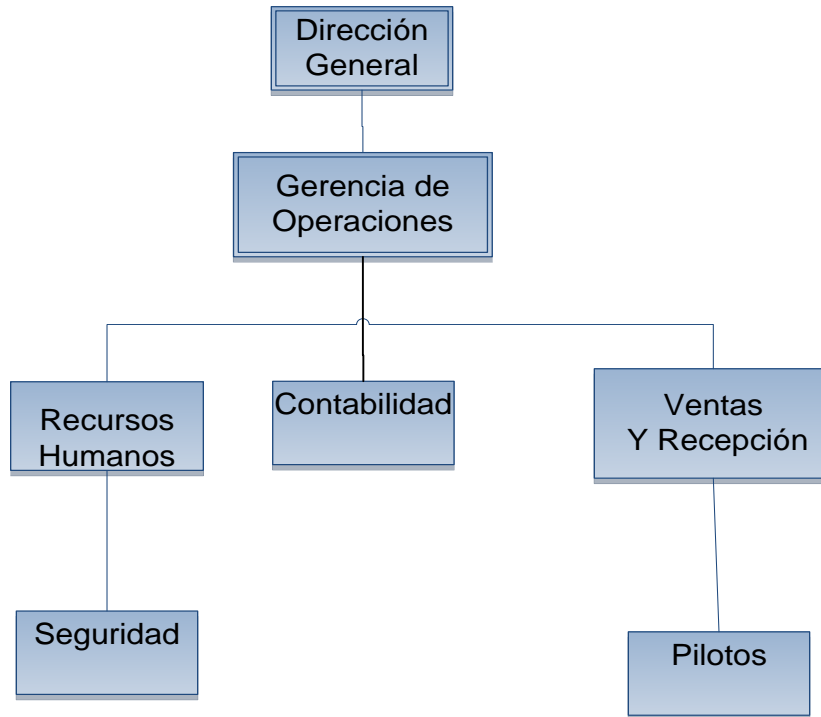 Dirección
General
Gerencia de
Operaciones
Recursos
Humanos
Contabilidad
Ventas
Y Recepción
Seguridad
Pilotos